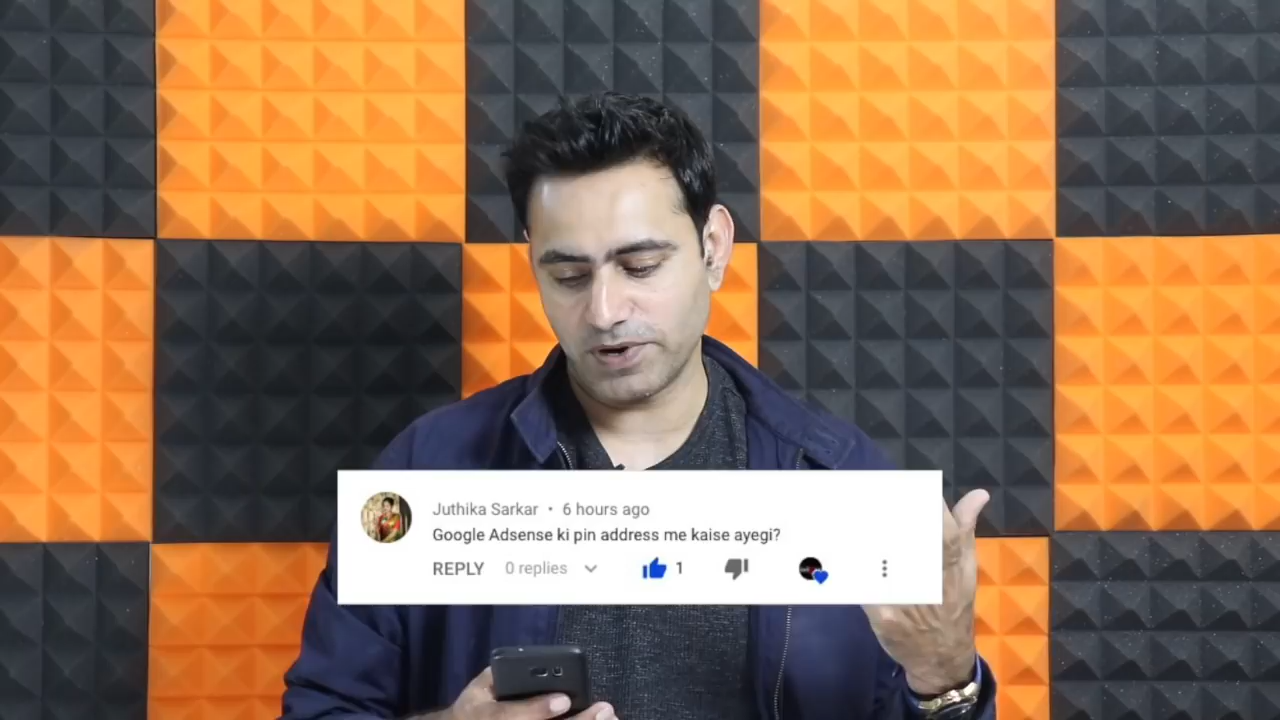 Juthika Sarkar • 6 hours ago
Google Adsense ki pin address me kaise ayegi?
REPLY 0 replies 1